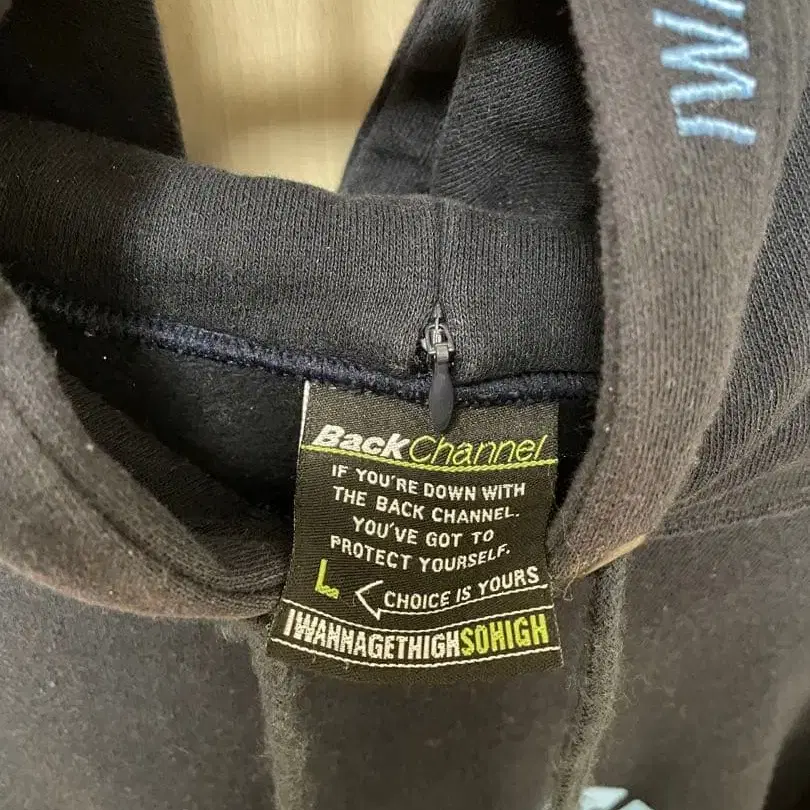 IW
BackChannel
IF YOU'RE DOWN WITH
THE BACK CHANNEL.
YOU'VE GOT TO
PROTECT YOURSELF.
L
CHOICE IS YOURS
IWANNAGETHIGHSOHIGH